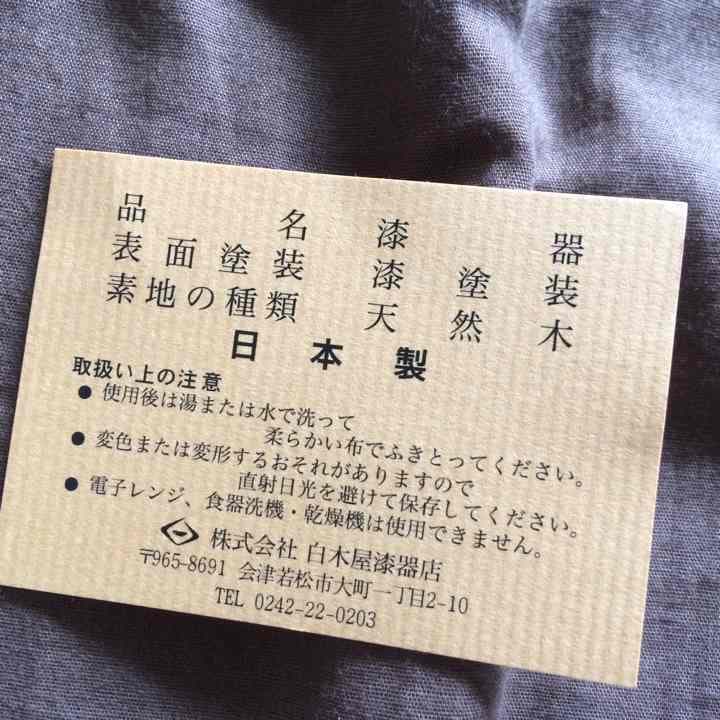 品名 漆器
表面塗装 漆塗装
素地の種類 天然木
日本製
取扱い上の注意
● 使用後は湯または水で洗って
柔らかい布でふきとってください。
● 変色または変形するおそれがありますので
直射日光を避けて保存してください。
● 電子レンジ、食器洗機・乾燥機は使用できません。
株式会社 白木屋漆器店
〒965-8691 会津若松市大町一丁目2-10
TEL 0242-22-0203